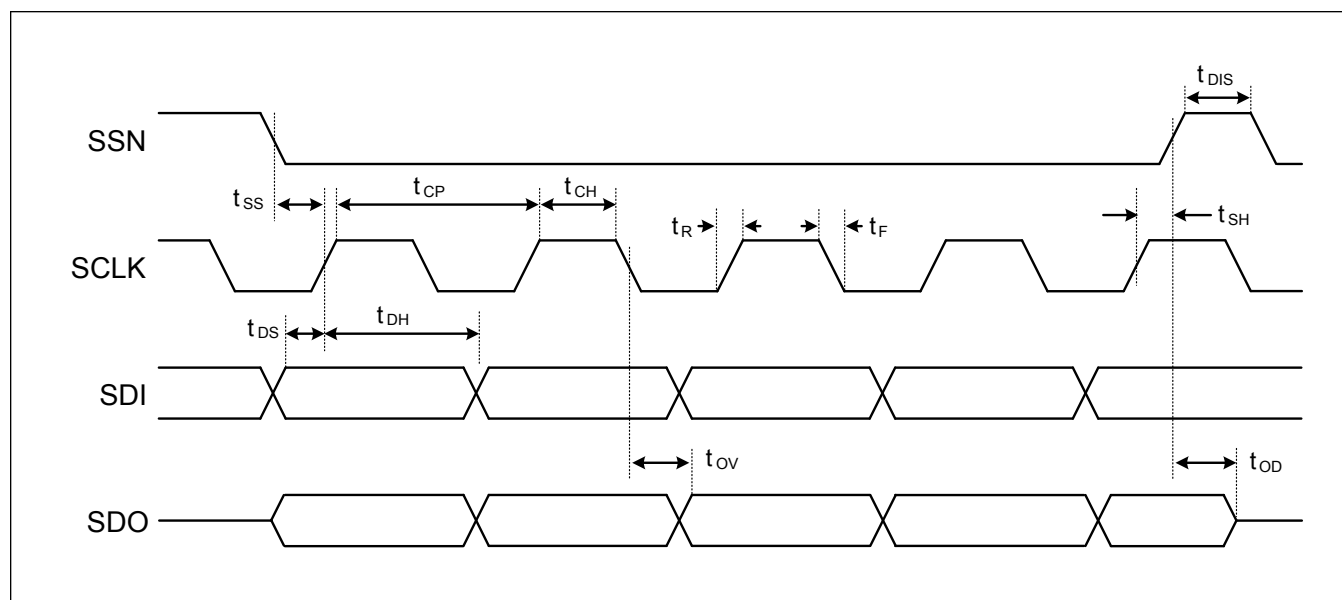 tDIS
SSN
tSS
tCP
tCH
tR
tF
tSH
SCLK
tDS
tDH
SDI
tOV
tOD
SDO